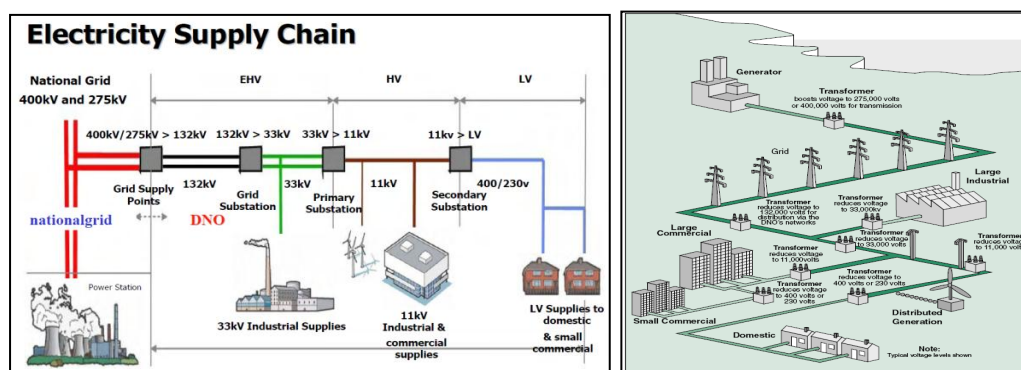 Electricity Supply Chain
National Grid
400kV and 275kV
EHV
HV
LV
400kV/275kV > 132kV
132kV > 33kV
33kV > 11kV
11kv > LV
132kV
33kV
11kV
400/230v
Grid Supply
Points
Grid
Substation
Primary
Substation
Secondary
Substation
nationalgrid
DNO
Power Station
33kV Industrial Supplies
11kV
Industrial &
commercial
supplies
LV Supplies to
domestic
& small
commercial
Generator
Transformer
boosts voltage to 275,000 volts
or 400,000 volts for transmission
Grid
Large
Industrial
Transformer
reduces voltage to
132,000 volts for
distribution via the
DNO's networks
Transformer
reduces voltage
to 33,000kv
Large
Commercial
Transformer
reduces voltage
to 33,000 volts
Transformer
reduces voltage to
11,000 volts
Transformer
reduces voltage
to 11,000volts
Transformer
reduces voltage to
400 volts or 230 volts
Transformer
reduces voltage
to 400 volts or
230 volts
Small Commercial
Distributed
Generation
Domestic
Note:
Typical voltage levels shown